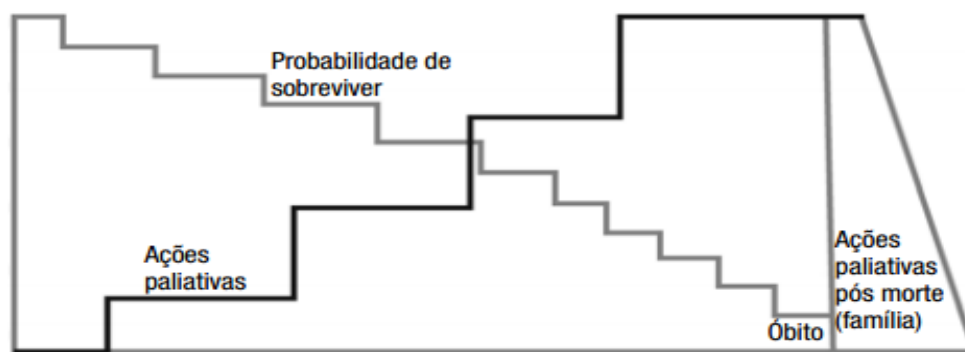 Probabilidade de
sobreviver
Ações
paliativas
Óbito
Ações
paliativas
pós morte
(família)